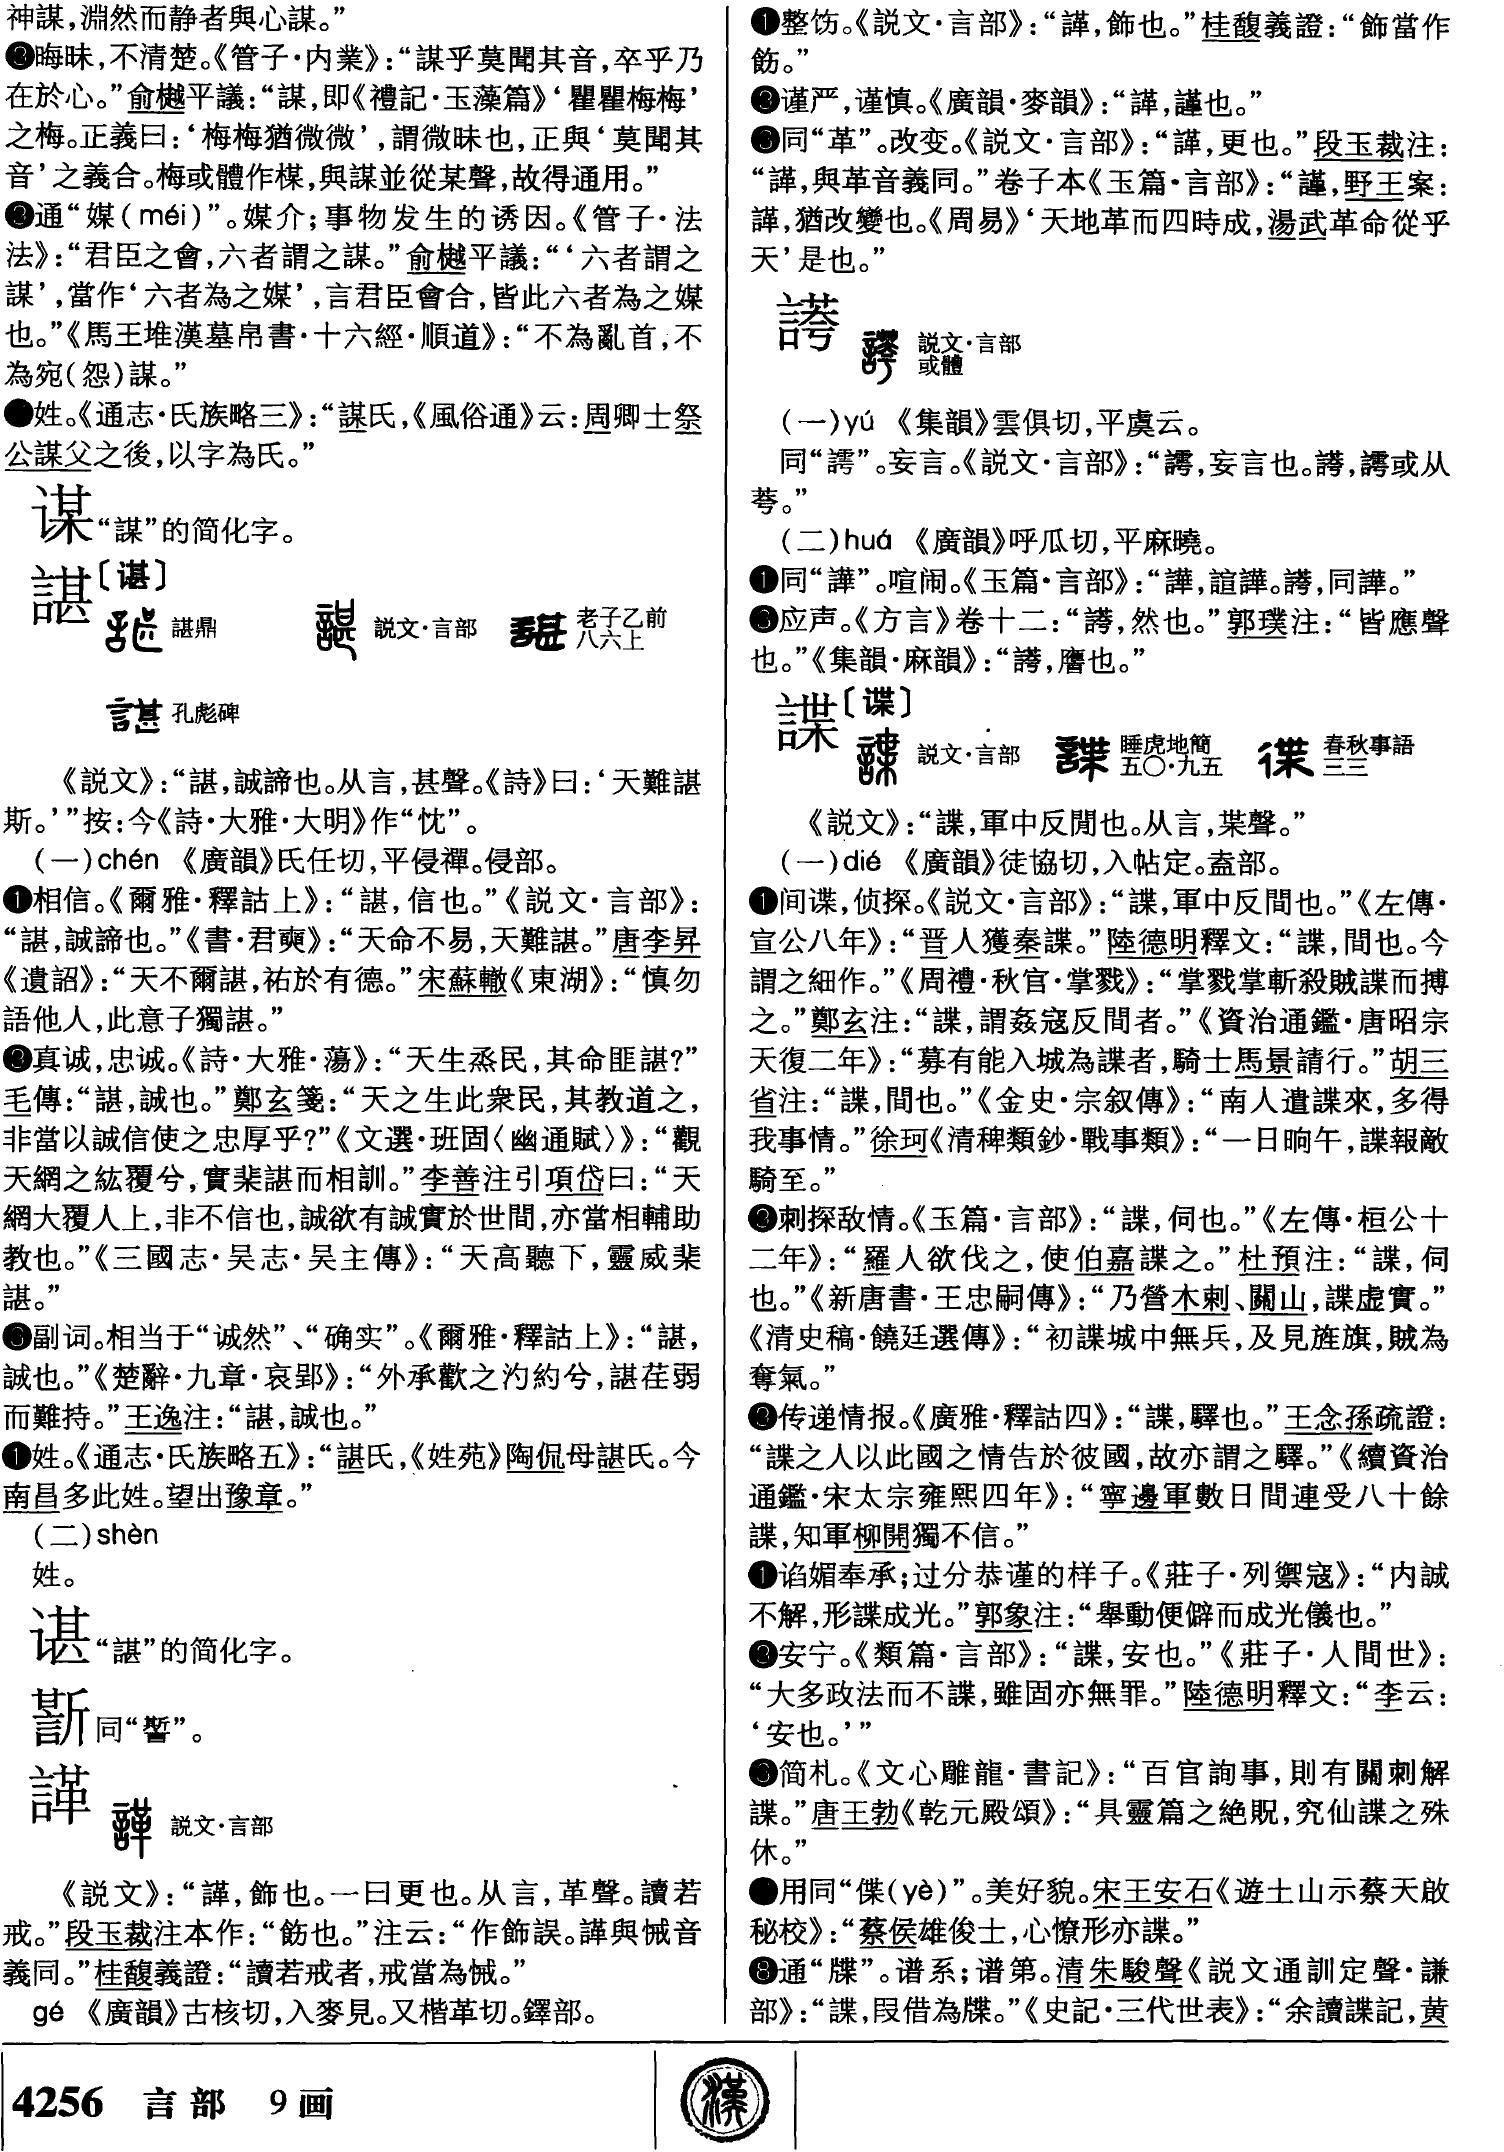 神謀，淵然而静者與心謀。”
❷晦昧，不清楚。《管子·内業》：“謀乎莫聞其音，卒乎乃
在於心。”俞樾平議：“謀，即《禮記·玉藻篇》‘瞿瞿梅梅’
之梅。正義曰：‘梅梅猶微微’，謂微昧也，正與‘莫聞其
音’之義合。梅或體作楳，與謀並從某聲，故得通用。”
❷通“媒(méi)”。媒介；事物发生的诱因。《管子·法
法》：“君臣之會，六者謂之謀。”俞樾平議：“‘六者謂之
謀’，當作‘六者為之媒’，言君臣會合，皆此六者為之媒
也。”《馬王堆漢墓帛書·十六經·順道》：“不為亂首，不
為宛(怨)謀。”
●姓。《通志·氏族略三》：“謀氏，《風俗通》云：周卿士祭
公謀父之後，以字為氏。”
谋“謀”的简化字。
諶〔谌〕
諶鼎 説文·言部 老子乙前八六上
孔彪碑
《説文》：“諶，誠諦也。从言，甚聲。《詩》曰：‘天難諶
斯。’”按：今《詩·大雅·大明》作“忱”。
(一)chén 《廣韻》氏任切，平侵禪。侵部。
❶相信。《爾雅·釋詁上》：“諶，信也。”《説文·言部》：
“諶，誠諦也。”《書·君奭》：“天命不易，天難諶。”唐李昪
《遺詔》：“天不爾諶，祐於有德。”宋蘇轍《東湖》：“慎勿
語他人，此意子獨諶。”
❷真诚，忠诚。《詩·大雅·蕩》：“天生烝民，其命匪諶？”
毛傳：“諶，誠也。”鄭玄箋：“天之生此衆民，其教道之，
非當以誠信使之忠厚乎？”《文選·班固〈幽通賦〉》：“觀
天網之紘覆兮，實棐諶而相訓。”李善注引項岱曰：“天
網大覆人上，非不信也，誠欲有誠實於世間，亦當相輔助
教也。”《三國志·吴志·吴主傳》：“天高聽下，靈威棐
諶。”
❸副词。相当于“诚然”、“确实”。《爾雅·釋詁上》：“諶，
誠也。”《楚辭·九章·哀郢》：“外承歡之汋約兮，諶荏弱
而難持。”王逸注：“諶，誠也。”
❶姓。《通志·氏族略五》：“諶氏，《姓苑》陶侃母諶氏。今
南昌多此姓。望出豫章。”
(二)shèn
姓。
谌“諶”的简化字。
同“誓”。
諽
説文·言部
《説文》：“諽，飾也。一曰更也。从言，革聲。讀若
戒。”段玉裁注本作：“飭也。”注云：“作飾誤。諽與悈音
義同。”桂馥義證：“讀若戒者，戒當為悈。”
gé 《廣韻》古核切，入麥見。又楷革切。鐸部。
❶整饬。《説文·言部》：“諽，飾也。”桂馥義證：“飾當作
飭。”
❷谨严，谨慎。《廣韻·麥韻》：“諽，謹也。”
❸同“革”。改变。《説文·言部》：“諽，更也。”段玉裁注：
“諽，與革音義同。”卷子本《玉篇·言部》：“諽，野王案：
諽，猶改變也。《周易》‘天地革而四時成，湯武革命從乎
天’是也。”
䕒
説文·言部或體
(一)yú 《集韻》雲俱切，平虞云。
同“謣”。妄言。《説文·言部》：“謣，妄言也。𧪮，謣或从
荂。”
(二)huá 《廣韻》呼瓜切，平麻曉。
❶同“譁”。喧闹。《玉篇·言部》：“譁，諠譁。𧪮，同譁。”
❸应声。《方言》卷十二：“𧪮，然也。”郭璞注：“皆應聲
也。”《集韻·麻韻》：“𧪮，譍也。”
諜〔谍〕
説文·言部 睡虎地簡五〇·九五 春秋事語三三
《説文》：“諜，軍中反間也。从言，枼聲。”
(一)dié 《廣韻》徒協切，入帖定。盍部。
❶间谍，侦探。《説文·言部》：“諜，軍中反間也。”《左傳·
宣公八年》：“晋人獲秦諜。”陸德明釋文：“諜，間也。今
謂之細作。”《周禮·秋官·掌戮》：“掌戮掌斬殺賊諜而搏
之。”鄭玄注：“諜，謂姦寇反間者。”《資治通鑑·唐昭宗
天復二年》：“募有能入城為諜者，騎士馬景請行。”胡三
省注：“諜，間也。”《金史·宗叙傳》：“南人遣諜來，多得
我事情。”徐珂《清稗類鈔·戰事類》：“一日晌午，諜報敵
騎至。”
❷刺探敌情。《玉篇·言部》：“諜，伺也。”《左傳·桓公十
二年》：“羅人欲伐之，使伯嘉諜之。”杜預注：“諜，伺
也。”《新唐書·王忠嗣傳》：“乃營木剌、蘭山，諜虚實。”
《清史稿·饒廷選傳》：“初諜城中無兵，及見旌旗，賊為
奪氣。”
❷传递情报。《廣雅·釋詁四》：“諜，驛也。”王念孫疏證：
“諜之人以此國之情告於彼國，故亦謂之驛。”《續資治
通鑑·宋太宗雍熙四年》：“寧邊軍數日間連受八十餘
諜，知軍柳開獨不信。”
❶谄媚奉承；过分恭谨的样子。《莊子·列禦寇》：“内誠
不解，形諜成光。”郭象注：“舉動便僻而成光儀也。”
❷安宁。《類篇·言部》：“諜，安也。”《莊子·人間世》：
“大多政法而不諜，雖固亦無罪。”陸德明釋文：“李云：
‘安也。’”
❸简札。《文心雕龍·書記》：“百官詢事，則有關刺解
諜。”唐王勃《乾元殿頌》：“具靈篇之絶貺，究仙諜之殊
休。”
●用同“偞(yè)”。美好貌。宋王安石《遊土山示蔡天啟
秘校》：“蔡侯雄俊士，心憭形亦諜。”
❽通“牒”。谱系；谱第。清朱駿聲《説文通訓定聲·謙
部》：“諜，叚借為牒。”《史記·三代世表》：“余讀諜記，黄
4256 言部 9画
漢